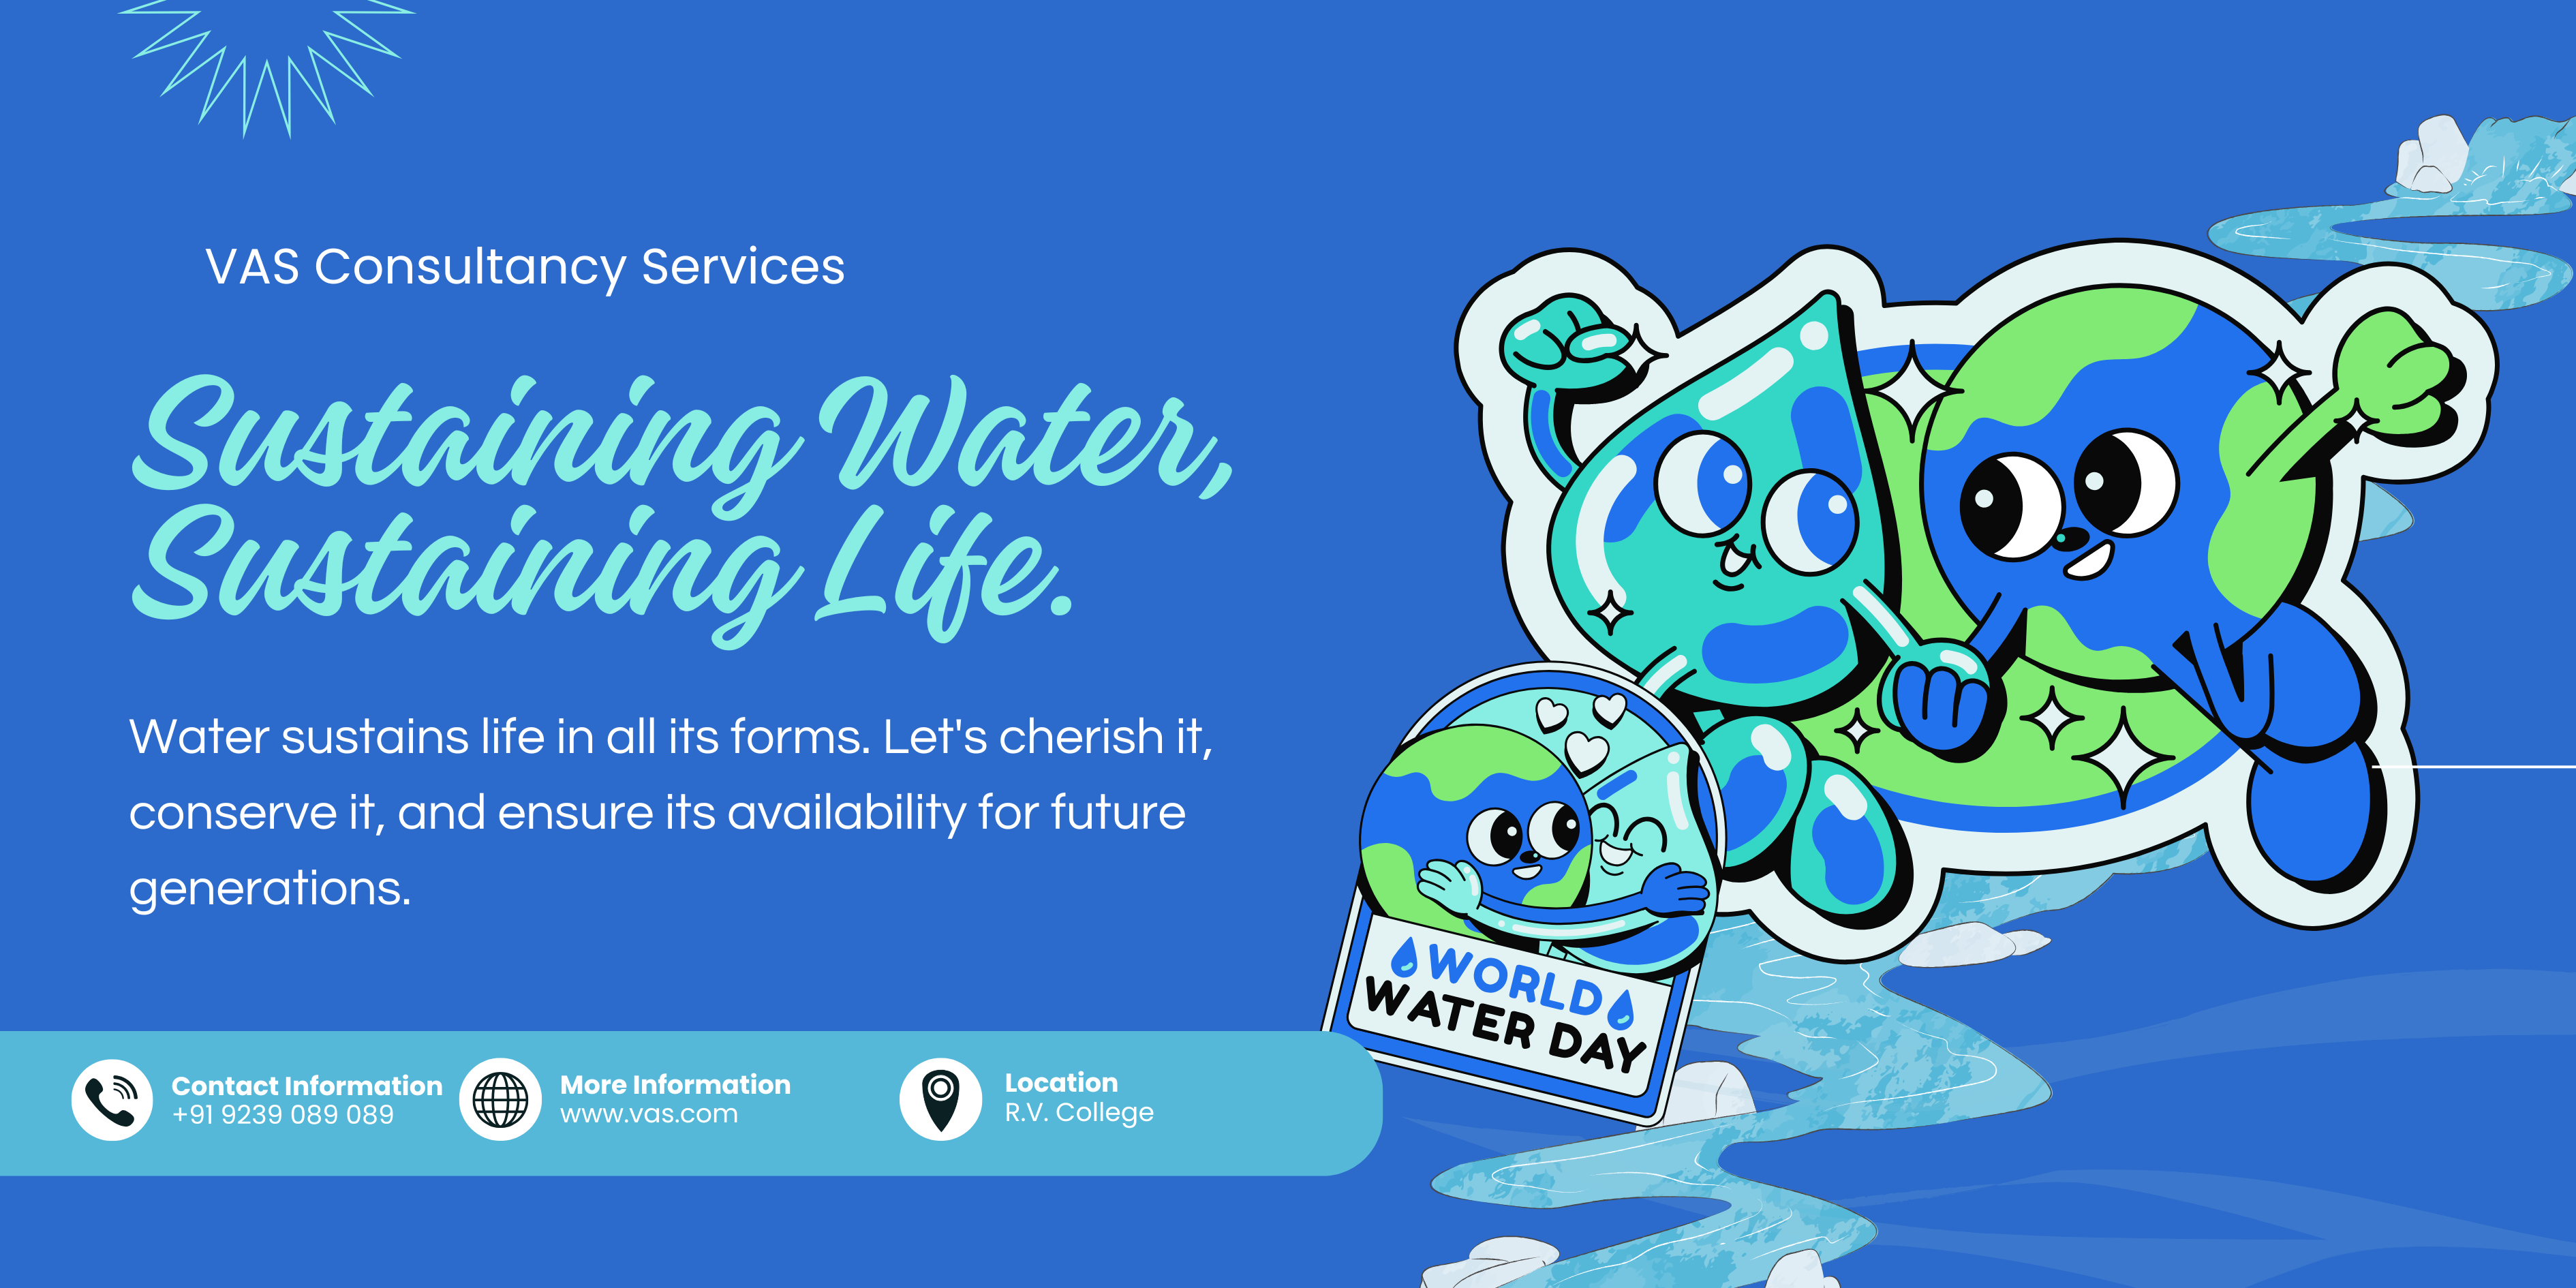 VAS Consultancy Services
Sustaining Water,
Sustaining Life.
Water sustains life in all its forms. Let's cherish it,
conserve it, and ensure its availability for future
generations.
WORLD
WATER DAY
Contact Information
+91 9239 089 089
More Information
www.vas.com
Location
R.V. College